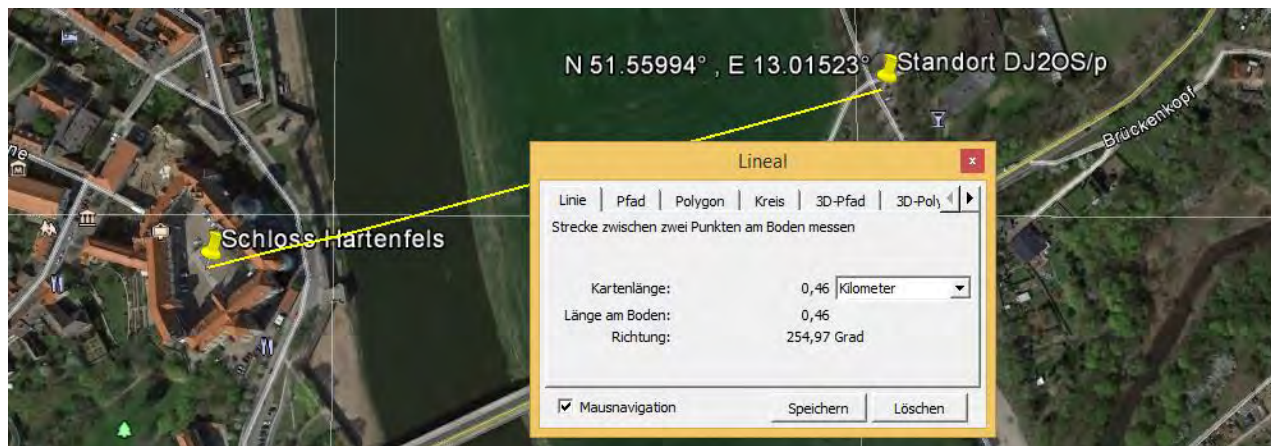 N 51.55994° , E 13.01523°
Standort DJ2OS/p
Brückenkopf
ne
Schloss Hartenfels
Lineal
x
Linie
Pfad
Polygon
Kreis
3D-Pfad
3D-Poly
Strecke zwischen zwei Punkten am Boden messen
Kartenlänge: 0,46 Kilometer
Länge am Boden: 0,46
Richtung: 254,97 Grad
Mausnavigation
Speichern
Löschen